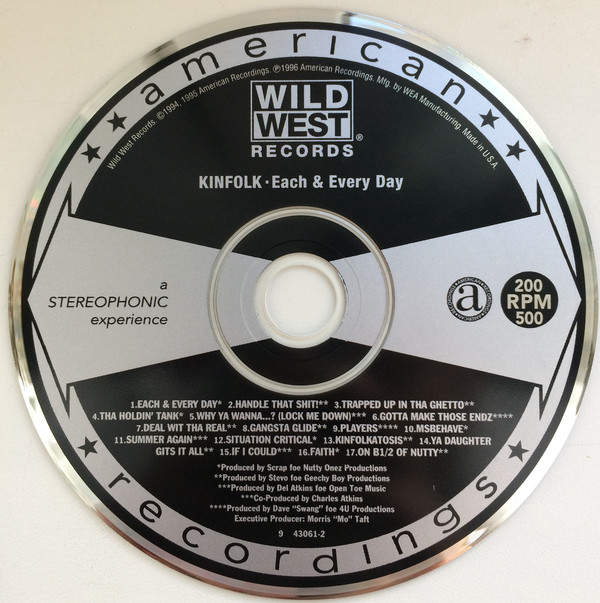 american
Wild West Records. ©1994, 1995 American Recordings. ℗1996 American Recordings. Mfg. by WEA Manufacturing. Made in U.S.A.
WILD
WEST®
RECORDS
KINFOLK · Each & Every Day
a
STEREOPHONIC
experience
a
200
RPM
500
1.EACH & EVERY DAY* 2.HANDLE THAT SHIT!** 3.TRAPPED UP IN THA GHETTO**
4.THA HOLDIN' TANK* 5.WHY YA WANNA...? (LOCK ME DOWN)*** 6.GOTTA MAKE THOSE ENDZ****
7.DEAL WIT THA REAL** 8.GANGSTA GLIDE** 9.PLAYERS**** 10.MSBEHAVE*
11.SUMMER AGAIN*** 12.SITUATION CRITICAL* 13.KINFOLKATOSIS** 14.YA DAUGHTER
GITS IT ALL** 15.IF I COULD*** 16.FAITH* 17.ON B1/2 OF NUTTY**
*Produced by Scrap foe Nutty Onez Productions
**Produced by Stevo foe Geechy Boy Productions
***Produced by Del Atkins foe Open Toe Music
***Co-Produced by Charles Atkins
****Produced by Dave "Swang" foe 4U Productions
Executive Producer: Morris "Mo" Taft
9 43061-2
recordings